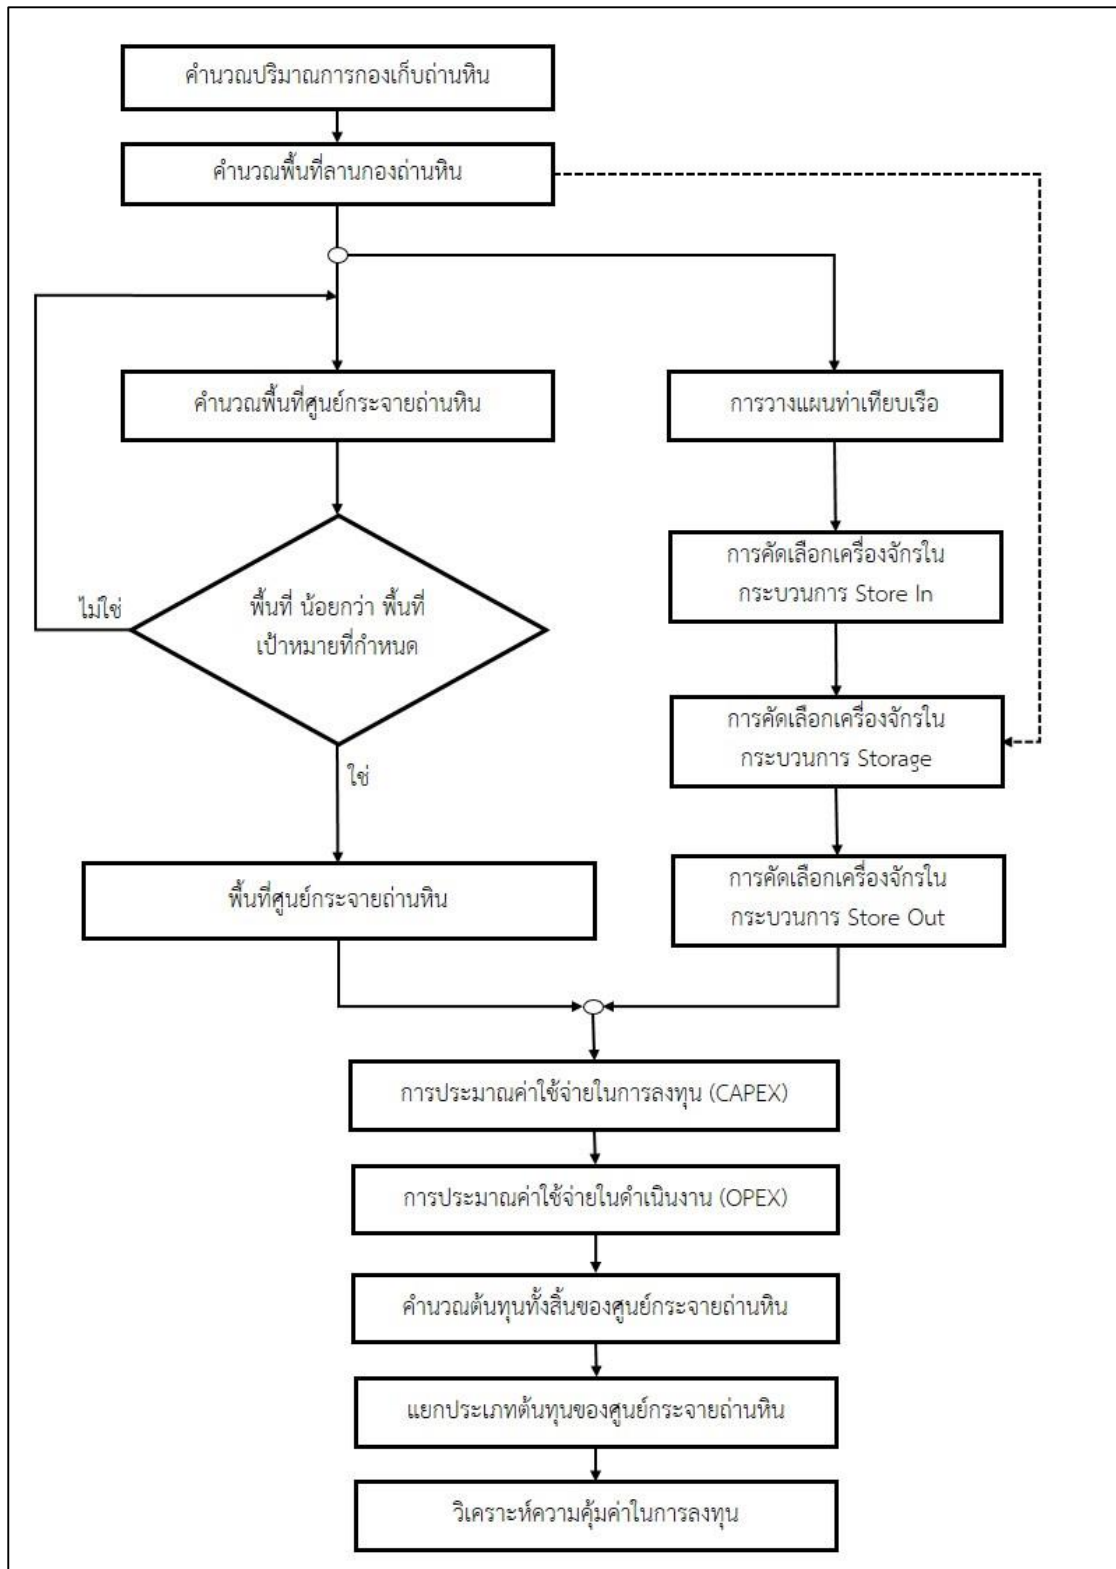 คำนวณปริมาณการกองเก็บถ่านหิน
คำนวณพื้นที่ลานกองถ่านหิน
คำนวณพื้นที่ศูนย์กระจายถ่านหิน
การวางแผนท่าเทียบเรือ
การคัดเลือกเครื่องจักรใน
กระบวนการ Store In
ไม่ใช่
พื้นที่ น้อยกว่า พื้นที่
เป้าหมายที่กำหนด
การคัดเลือกเครื่องจักรใน
กระบวนการ Storage
ใช่
พื้นที่ศูนย์กระจายถ่านหิน
การคัดเลือกเครื่องจักรใน
กระบวนการ Store Out
การประมาณค่าใช้จ่ายในการลงทุน (CAPEX)
การประมาณค่าใช้จ่ายในดำเนินงาน (OPEX)
คำนวณต้นทุนทั้งสิ้นของศูนย์กระจายถ่านหิน
แยกประเภทต้นทุนของศูนย์กระจายถ่านหิน
วิเคราะห์ความคุ้มค่าในการลงทุน